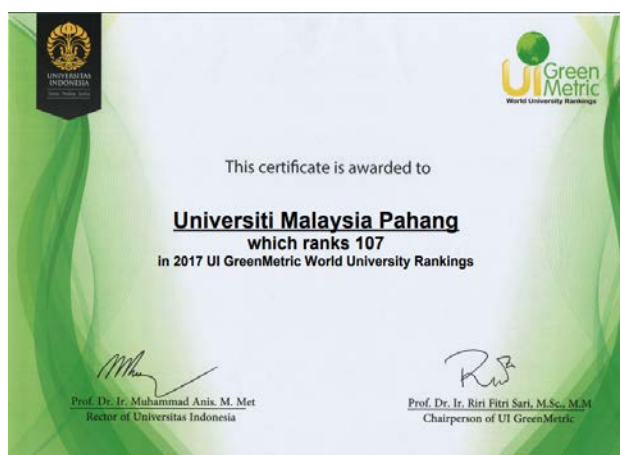 UNIVERSITAS
INDONESIA
UI Green
Metric
World University Rankings
This certificate is awarded to
Universiti Malaysia Pahang
which ranks 107
in 2017 UI GreenMetric World University Rankings
Prof. Dr. Ir. Muhammad Anis. M. Met
Rector of Universitas Indonesia
Prof. Dr. Ir. Riri Fitri Sari, M.Sc., M.M
Chairperson of UI GreenMetric